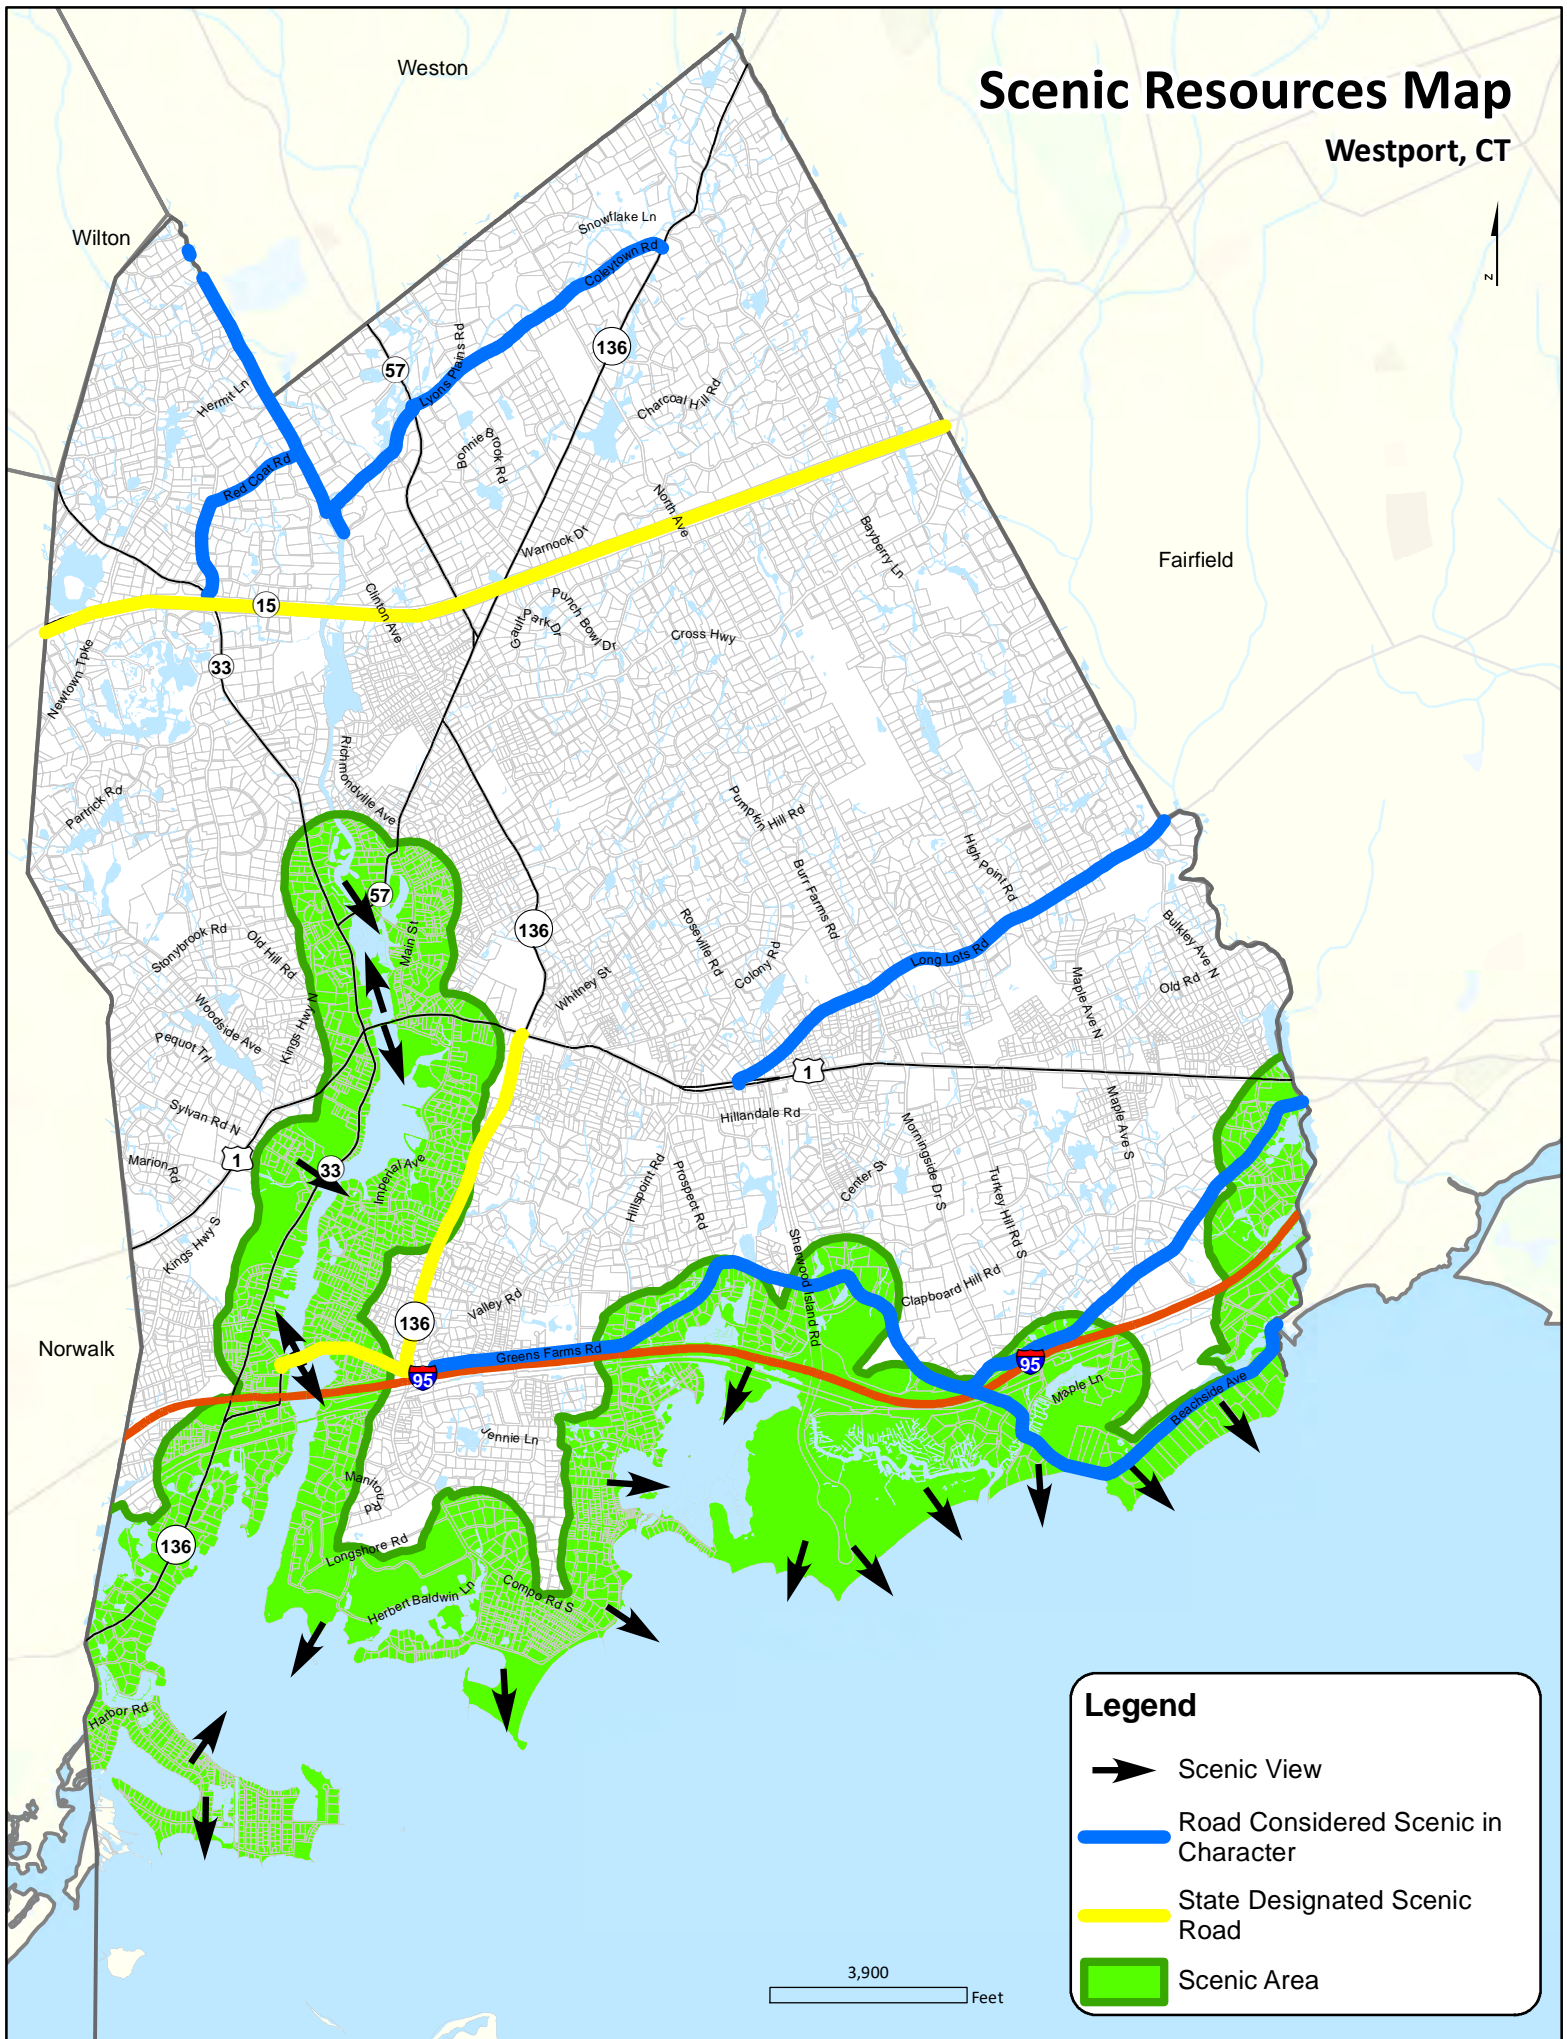 Scenic Resources Map
Westport, CT
N
Weston
Wilton
Fairfield
Norwalk
Snowflake Ln
Coleytown Rd
136
57
Lyons Plains Rd
Hermit Ln
Charcoal Hill Rd
Bonnie Brook Rd
Red Coat Rd
North Ave
Warnock Dr
Bayberry Ln
15
Clinton Ave
Punch Bowl Dr
Gault Park Dr
Cross Hwy
33
Newtown Tpke
Richmondville Ave
Partrick Rd
Pumpkin Hill Rd
High Point Rd
Burr Farms Rd
57
136
Main St
Stonybrook Rd
Old Hill Rd
Roseville Rd
Colony Rd
Long Lots Rd
Bulkley Ave N
Old Rd
Maple Ave N
Whitney St
Woodside Ave
Kings Hwy N
Pequot Trl
1
Hillandale Rd
Sylvan Rd N
Maple Ave S
Morningside Dr S
1
33
Marion Rd
Imperial Ave
Hillspoint Rd
Prospect Rd
Center St
Turkey Hill Rd S
Kings Hwy S
Sherwood Island Rd
Clapboard Hill Rd
Valley Rd
136
Greens Farms Rd
95
95
Maple Ln
Beachside Ave
Jennie Ln
Manitou Rd
136
Longshore Rd
Herbert Baldwin Ln
Compo Rd S
Harbor Rd
Legend
Scenic View
Road Considered Scenic in
Character
State Designated Scenic
Road
Scenic Area
3,900
Feet